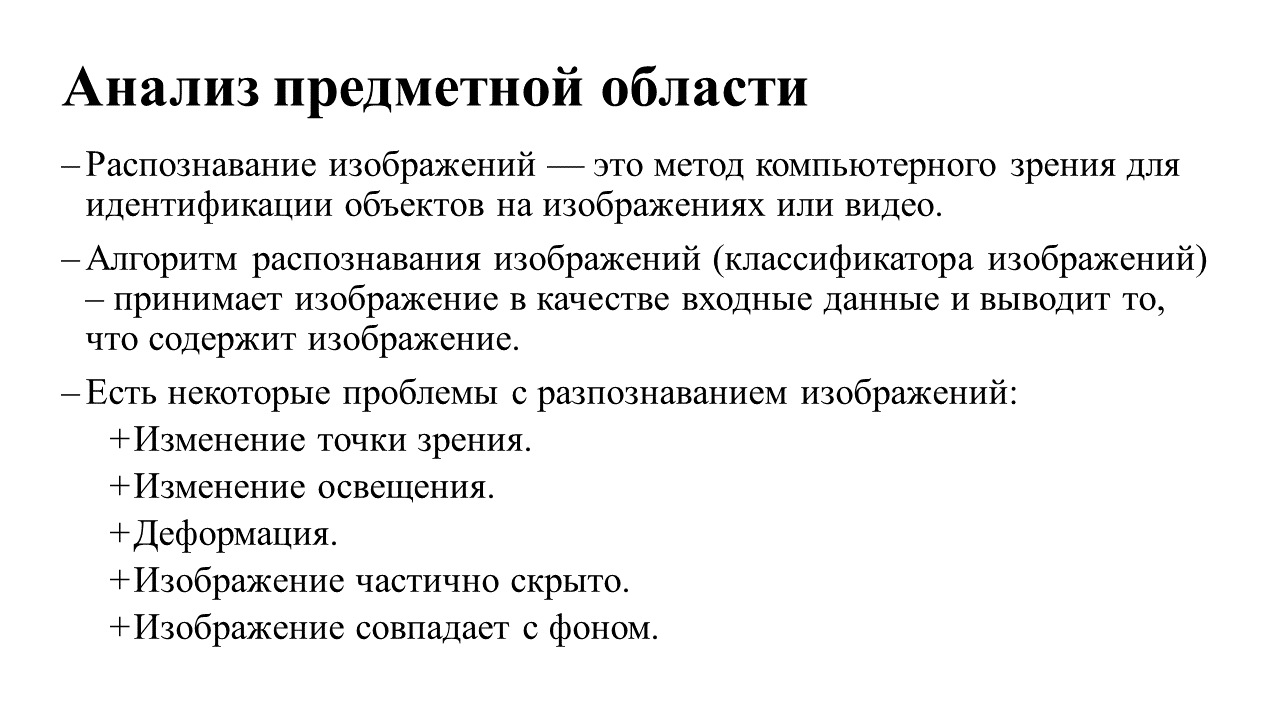 Анализ предметной области
– Распознавание изображений — это метод компьютерного зрения для
идентификации объектов на изображениях или видео.
– Алгоритм распознавания изображений (классификатора изображений)
– принимает изображение в качестве входные данные и выводит то,
что содержит изображение.
– Есть некоторые проблемы с разпознаванием изображений:
+Изменение точки зрения.
+Изменение освещения.
+Деформация.
+Изображение частично скрыто.
+Изображение совпадает с фоном.